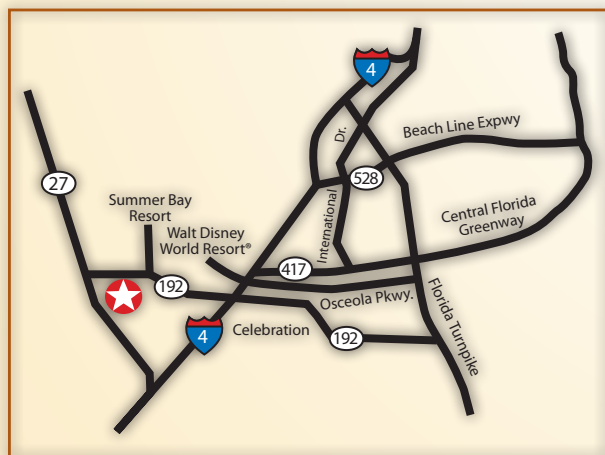 4
Dr.
Beach Line Expwy
27
528
Summer Bay
Resort
International
Central Florida
Greenway
Walt Disney
World Resort®
417
192
Osceola Pkwy.
Florida Turnpike
4
Celebration
192